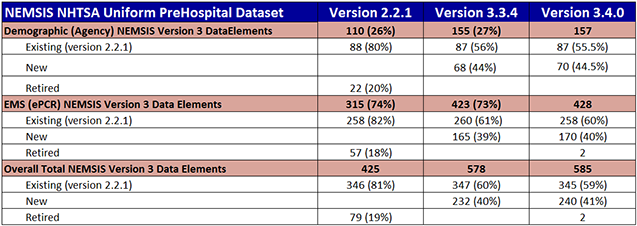 NEMSIS NHTSA Uniform PreHospital Dataset Version 2.2.1 Version 3.3.4 Version 3.4.0
Demographic (Agency) NEMSIS Version 3 DataElements 110 (26%) 155 (27%) 157
Existing (version 2.2.1) 88 (80%) 87 (56%) 87 (55.5%)
New 68 (44%) 70 (44.5%)
Retired 22 (20%)
EMS (ePCR) NEMSIS Version 3 Data Elements 315 (74%) 423 (73%) 428
Existing (version 2.2.1) 258 (82%) 260 (61%) 258 (60%)
New 165 (39%) 170 (40%)
Retired 57 (18%) 2
Overall Total NEMSIS Version 3 Data Elements 425 578 585
Existing (version 2.2.1) 346 (81%) 347 (60%) 345 (59%)
New 232 (40%) 240 (41%)
Retired 79 (19%) 2